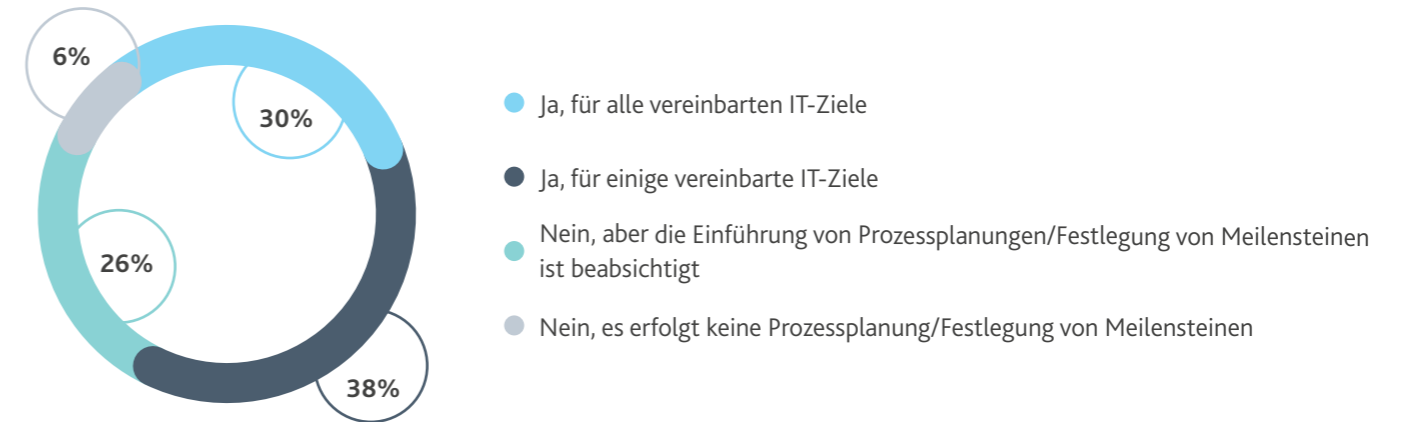 6%
30%
26%
38%
Ja, für alle vereinbarten IT-Ziele
Ja, für einige vereinbarte IT-Ziele
Nein, aber die Einführung von Prozessplanungen/Festlegung von Meilensteinen
ist beabsichtigt
Nein, es erfolgt keine Prozessplanung/Festlegung von Meilensteinen